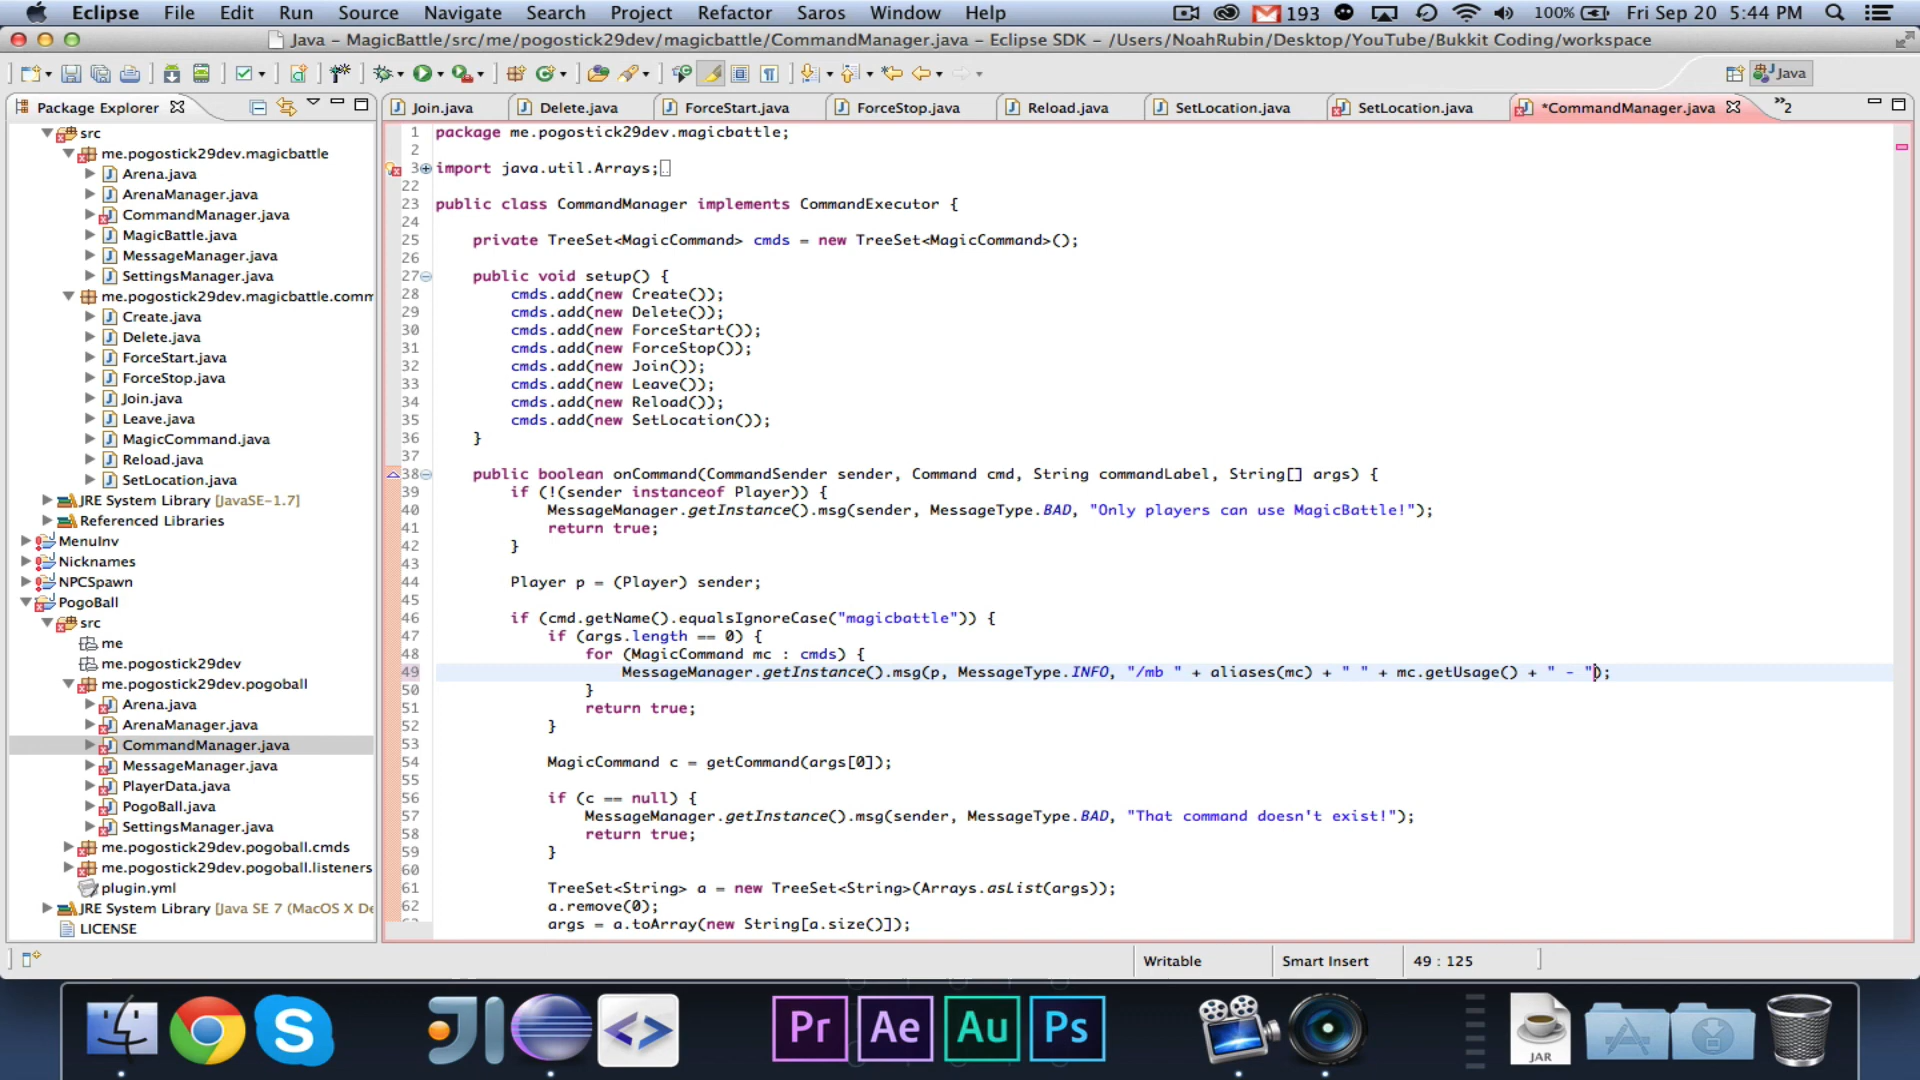 Eclipse File Edit Run Source Navigate Search Project Refactor Saros Window Help 193 100% Fri Sep 20 5:44 PM
Java – MagicBattle/src/me/pogostick29dev/magicbattle/CommandManager.java – Eclipse SDK – /Users/NoahRubin/Desktop/YouTube/Bukkit Coding/workspace
Java
Package Explorer
Join.java Delete.java ForceStart.java ForceStop.java Reload.java SetLocation.java SetLocation.java *CommandManager.java »2
src
me.pogostick29dev.magicbattle
Arena.java
ArenaManager.java
CommandManager.java
MagicBattle.java
MessageManager.java
SettingsManager.java
me.pogostick29dev.magicbattle.comm
Create.java
Delete.java
ForceStart.java
ForceStop.java
Join.java
Leave.java
MagicCommand.java
Reload.java
SetLocation.java
JRE System Library [JavaSE-1.7]
Referenced Libraries
MenuInv
Nicknames
NPCSpawn
PogoBall
src
me
me.pogostick29dev
me.pogostick29dev.pogoball
Arena.java
ArenaManager.java
CommandManager.java
MessageManager.java
PlayerData.java
PogoBall.java
SettingsManager.java
me.pogostick29dev.pogoball.cmds
me.pogostick29dev.pogoball.listeners
plugin.yml
JRE System Library [Java SE 7 (MacOS X De
LICENSE
1 package me.pogostick29dev.magicbattle;
2
3 import java.util.Arrays;
22
23 public class CommandManager implements CommandExecutor {
24
25 private TreeSet<MagicCommand> cmds = new TreeSet<MagicCommand>();
26
27 public void setup() {
28 cmds.add(new Create());
29 cmds.add(new Delete());
30 cmds.add(new ForceStart());
31 cmds.add(new ForceStop());
32 cmds.add(new Join());
33 cmds.add(new Leave());
34 cmds.add(new Reload());
35 cmds.add(new SetLocation());
36 }
37
38 public boolean onCommand(CommandSender sender, Command cmd, String commandLabel, String[] args) {
39 if (!(sender instanceof Player)) {
40 MessageManager.getInstance().msg(sender, MessageType.BAD, "Only players can use MagicBattle!");
41 return true;
42 }
43
44 Player p = (Player) sender;
45
46 if (cmd.getName().equalsIgnoreCase("magicbattle")) {
47 if (args.length == 0) {
48 for (MagicCommand mc : cmds) {
49 MessageManager.getInstance().msg(p, MessageType.INFO, "/mb " + aliases(mc) + " " + mc.getUsage() + " - ");
50 }
51 return true;
52 }
53
54 MagicCommand c = getCommand(args[0]);
55
56 if (c == null) {
57 MessageManager.getInstance().msg(sender, MessageType.BAD, "That command doesn't exist!");
58 return true;
59 }
60
61 TreeSet<String> a = new TreeSet<String>(Arrays.asList(args));
62 a.remove(0);
args = a.toArray(new String[a.size()]);
Writable Smart Insert 49 : 125
Pr Ae Au Ps JAR